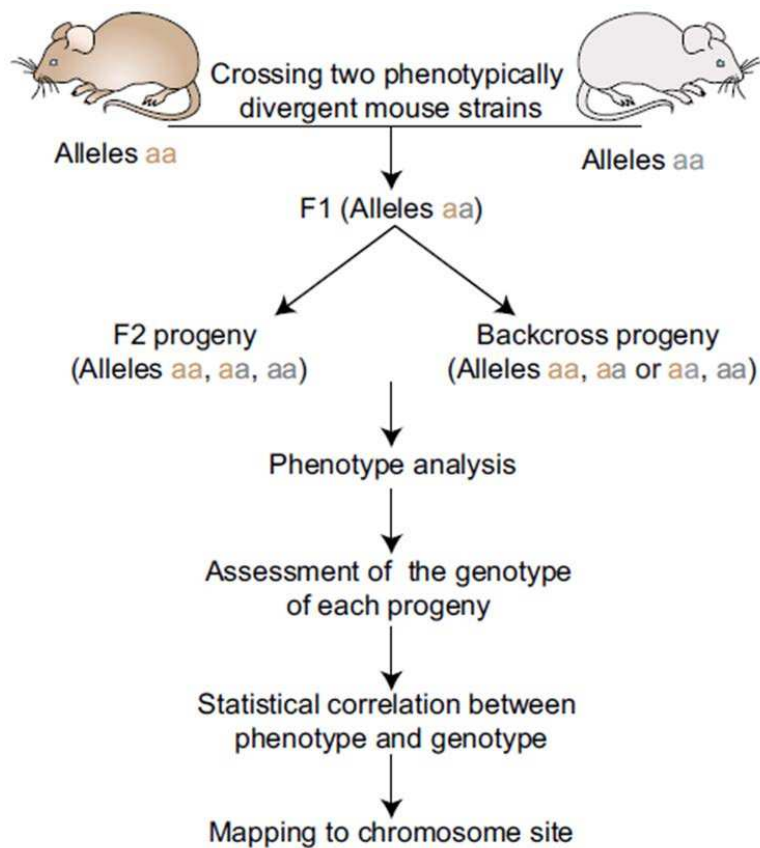 Crossing two phenotypically
divergent mouse strains
Alleles aa
Alleles aa
F1 (Alleles aa)
F2 progeny
(Alleles aa, aa, aa)
Backcross progeny
(Alleles aa, aa or aa, aa)
Phenotype analysis
Assessment of the genotype
of each progeny
Statistical correlation between
phenotype and genotype
Mapping to chromosome site